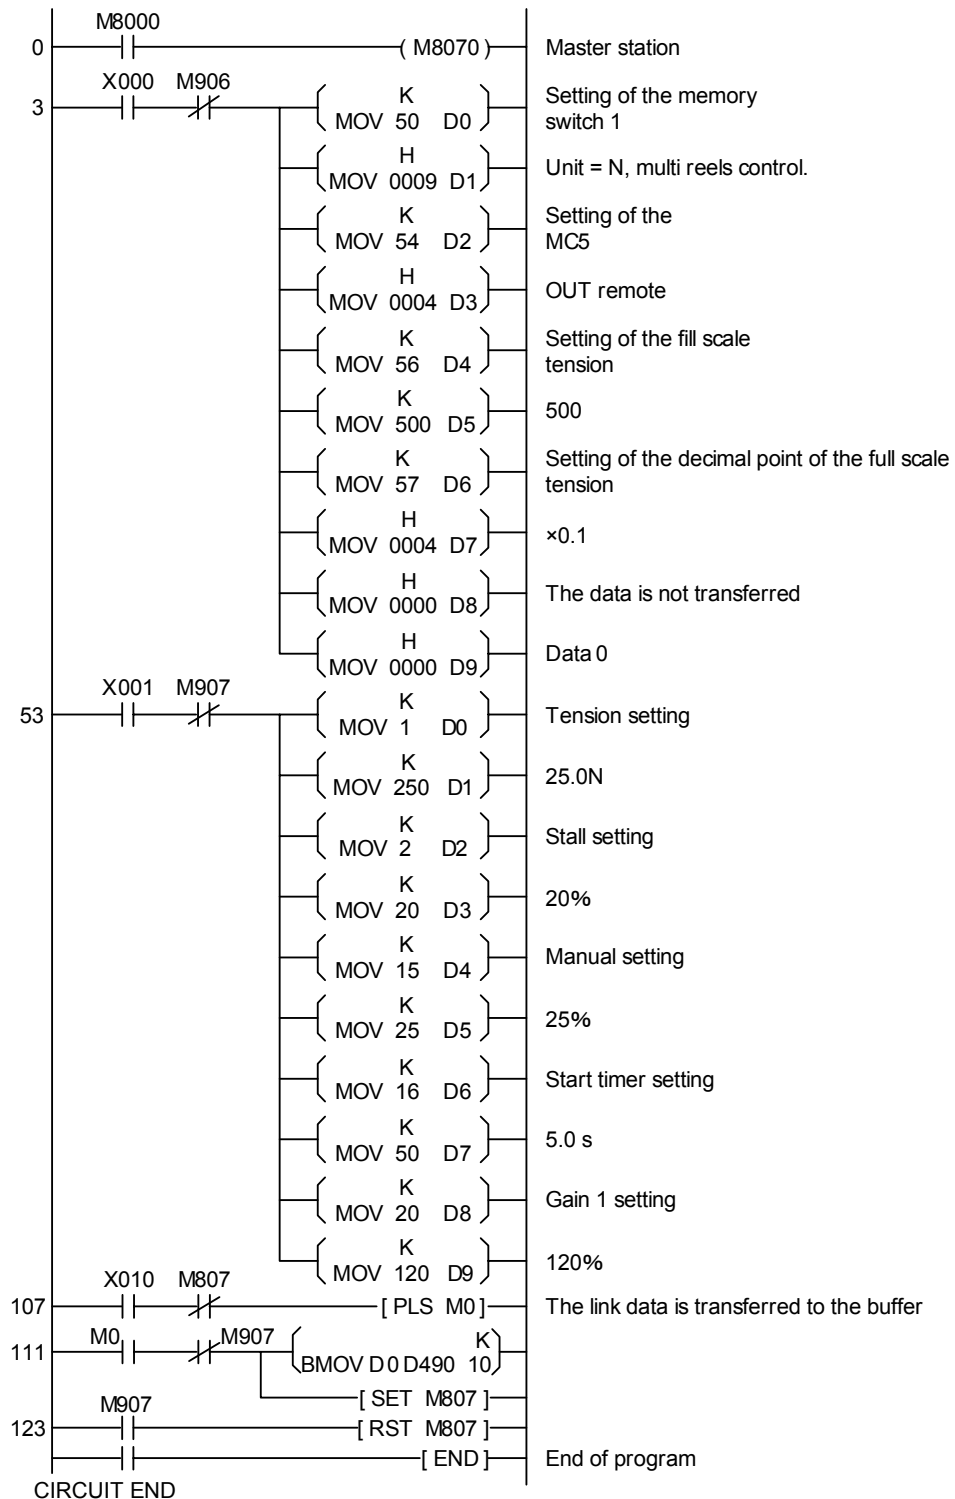 M8000
0 ( M8070 ) Master station
X000 M906
3 K
MOV 50 D0
Setting of the memory
switch 1
H
MOV 0009 D1
Unit = N, multi reels control.
K
MOV 54 D2
Setting of the
MC5
H
MOV 0004 D3
OUT remote
K
MOV 56 D4
Setting of the fill scale
tension
K
MOV 500 D5
500
K
MOV 57 D6
Setting of the decimal point of the full scale
tension
H
MOV 0004 D7
×0.1
H
MOV 0000 D8
The data is not transferred
H
MOV 0000 D9
Data 0
X001 M907
53 K
MOV 1 D0
Tension setting
K
MOV 250 D1
25.0N
K
MOV 2 D2
Stall setting
K
MOV 20 D3
20%
K
MOV 15 D4
Manual setting
K
MOV 25 D5
25%
K
MOV 16 D6
Start timer setting
K
MOV 50 D7
5.0 s
K
MOV 20 D8
Gain 1 setting
K
MOV 120 D9
120%
X010 M807
107 [ PLS M0 ] The link data is transferred to the buffer
M0 M907
111 K
BMOV D0 D490 10
[ SET M807 ]
M907
123 [ RST M807 ]
[ END ] End of program
CIRCUIT END